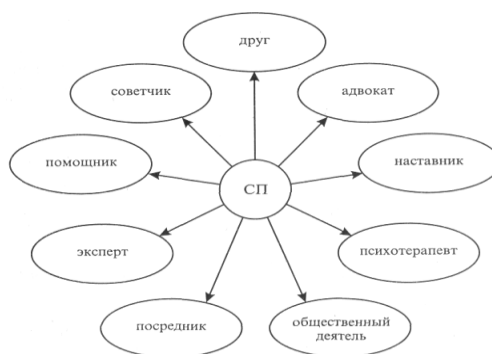 друг
советчик
адвокат
помощник
наставник
СП
эксперт
психотерапевт
посредник
общественный
деятель